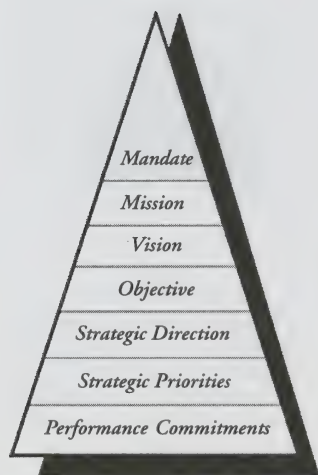 Mandate
Mission
Vision
Objective
Strategic Direction
Strategic Priorities
Performance Commitments